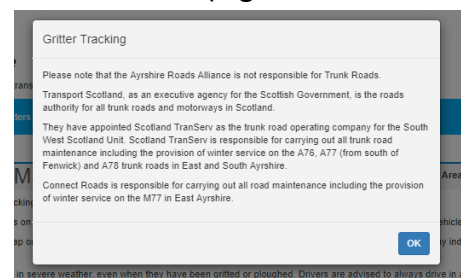 Gritter Tracking
Please note that the Ayrshire Roads Alliance is not responsible for Trunk Roads.
Transport Scotland, as an executive agency for the Scottish Government, is the roads
authority for all trunk roads and motorways in Scotland.
They have appointed Scotland TranServ as the trunk road operating company for the South
West Scotland Unit. Scotland TranServ is responsible for carrying out all trunk road
maintenance including the provision of winter service on the A76, A77 (from south of
Fenwick) and A78 trunk roads in East and South Ayrshire.
Connect Roads is responsible for carrying out all road maintenance including the provision
of winter service on the M77 in East Ayrshire.
OK
in severe weather, even when they have been gritted or ploughed. Drivers are advised to always drive in a